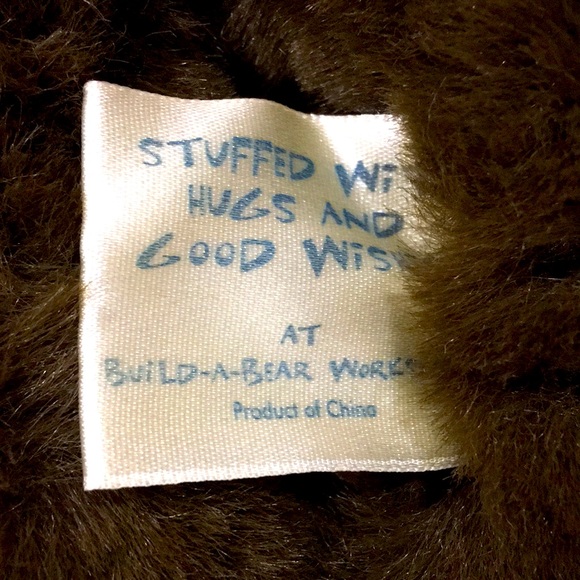 STUFFED Wi
HUGS AND
GOOD WiS
AT
BUiLD-A-BEAR WORKS
Product of China